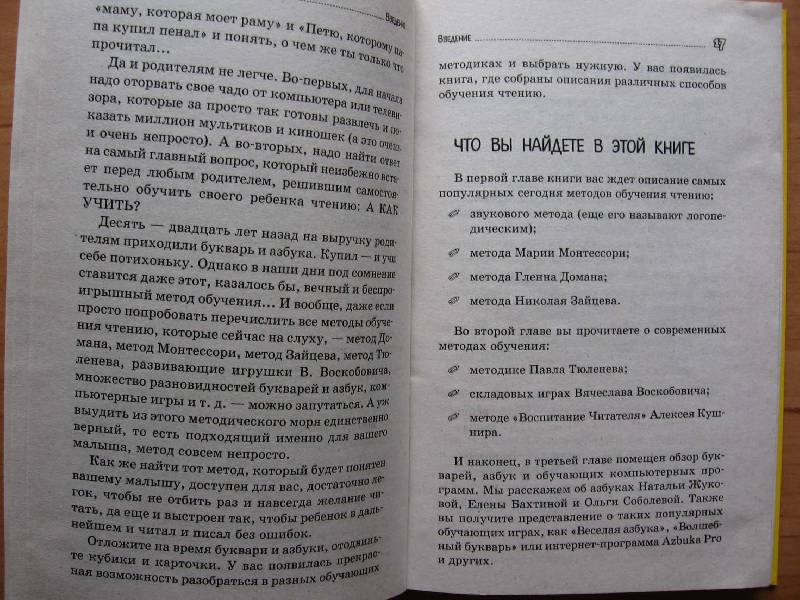 Введение
"маму, которая моет раму" и «Петю, которому па-
па купил пенал» и понять, о чем же ты только что
прочитал...
Да и родителям не легче. Во-первых, для начала
надо оторвать свое чадо от компьютера или телеви-
зора, которые за просто так готовы развлечь и по-
казать миллион мультиков и киношек (а это очень
и очень непросто). А во-вторых, надо найти ответ
на самый главный вопрос, который неизбежно вста-
ет перед любым родителем, решившим самостоя-
тельно обучить своего ребенка чтению: А КАК
УЧИТЬ?
Десять — двадцать лет назад на выручку роди-
телям приходили букварь и азбука. Купил — и учи
себе потихоньку. Однако в наши дни под сомнение
ставится даже этот, казалось бы, вечный и беспро-
игрышный метод обучения... И вообще, даже если
просто попробовать перечислить все методы обуче-
ния чтению, которые сейчас на слуху, — метод До-
мана, метод Монтессори, метод Зайцева, метод Тю-
ленева, развивающие игрушки В. Воскобовича,
множество разновидностей букварей и азбук, ком-
пьютерные игры и т. д. — можно запутаться. А уж
выудить из этого методического моря единственно
верный, то есть подходящий именно для вашего
малыша, метод совсем непросто.
Как же найти тот метод, который будет понятен
вашему малышу, доступен для вас, достаточно ле-
гок, чтобы не отбить раз и навсегда желание чи-
тать, да еще и выстроен так, чтобы ребенок в даль-
нейшем и читал и писал без ошибок.
Отложите на время буквари и азбуки, отодвинь-
те кубики и карточки. У вас появилась прекрас-
ная возможность разобраться в разных обучающих
Введение 7
методиках и выбрать нужную. У вас появилась
книга, где собраны описания различных способов
обучения чтению.
ЧТО ВЫ НАЙДЕТЕ В ЭТОЙ КНИГЕ
В первой главе книги вас ждет описание самых
популярных сегодня методов обучения чтению:
звукового метода (еще его называют логопе-
дическим);
метода Марии Монтессори;
метода Гленна Домана;
метода Николая Зайцева.
Во второй главе вы прочитаете о современных
методах обучения:
методике Павла Тюленева;
складовых играх Вячеслава Воскобовича;
методе «Воспитание Читателя» Алексея Куш-
нира.
И наконец, в третьей главе помещен обзор бук-
варей, азбук и обучающих компьютерных про-
грамм. Мы расскажем об азбуках Натальи Жуко-
вой, Елены Бахтиной и Ольги Соболевой. Также
вы получите представление о таких популярных
обучающих играх, как «Веселая азбука», «Волшеб-
ный букварь» или интернет-программа Azbuka Pro
и других.